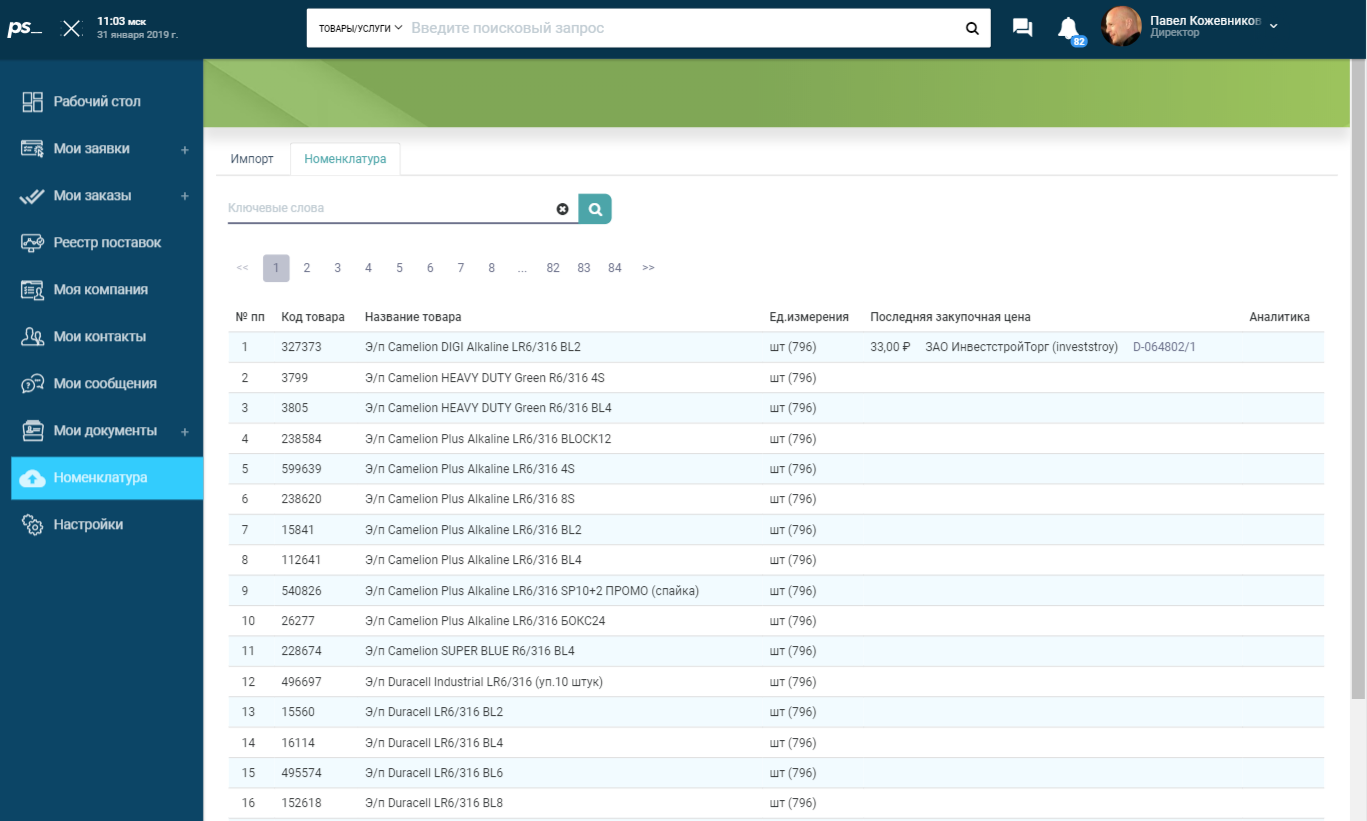 ps_
11:03 мск
31 января 2019 г.
ТОВАРЫ/УСЛУГИ Введите поисковый запрос
82
Павел Кожевников
Директор
Рабочий стол
Мои заявки +
Мои заказы +
Реестр поставок
Моя компания
Мои контакты
Мои сообщения
Мои документы +
Номенклатура
Настройки
Импорт Номенклатура
Ключевые слова
<< 1 2 3 4 5 6 7 8 ... 82 83 84 >>
№ пп Код товара Название товара Ед.измерения Последняя закупочная цена Аналитика
1 327373 Э/п Camelion DIGI Alkaline LR6/316 BL2 шт (796) 33,00 ₽ ЗАО ИнвестстройТорг (investstroy) D-064802/1
2 3799 Э/п Camelion HEAVY DUTY Green R6/316 4S шт (796)
3 3805 Э/п Camelion HEAVY DUTY Green R6/316 BL4 шт (796)
4 238584 Э/п Camelion Plus Alkaline LR6/316 BLOCK12 шт (796)
5 599639 Э/п Camelion Plus Alkaline LR6/316 4S шт (796)
6 238620 Э/п Camelion Plus Alkaline LR6/316 8S шт (796)
7 15841 Э/п Camelion Plus Alkaline LR6/316 BL2 шт (796)
8 112641 Э/п Camelion Plus Alkaline LR6/316 BL4 шт (796)
9 540826 Э/п Camelion Plus Alkaline LR6/316 SP10+2 ПРОМО (спайка) шт (796)
10 26277 Э/п Camelion Plus Alkaline LR6/316 БОКС24 шт (796)
11 228674 Э/п Camelion SUPER BLUE R6/316 BL4 шт (796)
12 496697 Э/п Duracell Industrial LR6/316 (уп.10 штук) шт (796)
13 15560 Э/п Duracell LR6/316 BL2 шт (796)
14 16114 Э/п Duracell LR6/316 BL4 шт (796)
15 495574 Э/п Duracell LR6/316 BL6 шт (796)
16 152618 Э/п Duracell LR6/316 BL8 шт (796)